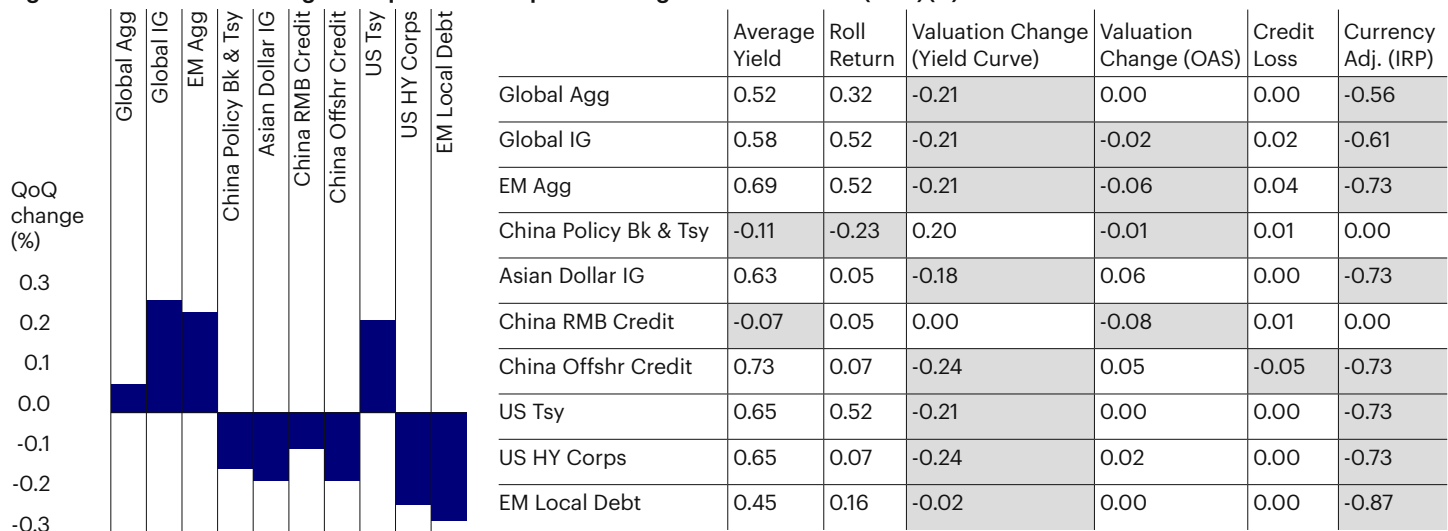 Global Agg
Global IG
EM Agg
China Policy Bk & Tsy
Asian Dollar IG
China RMB Credit
China Offshr Credit
US Tsy
US HY Corps
EM Local Debt
QoQ
change
(%)
0.3
0.2
0.1
0.0
-0.1
-0.2
-0.3
Average Yield Roll Return Valuation Change (Yield Curve) Valuation Change (OAS) Credit Loss Currency Adj. (IRP)
Global Agg 0.52 0.32 -0.21 0.00 0.00 -0.56
Global IG 0.58 0.52 -0.21 -0.02 0.02 -0.61
EM Agg 0.69 0.52 -0.21 -0.06 0.04 -0.73
China Policy Bk & Tsy -0.11 -0.23 0.20 -0.01 0.01 0.00
Asian Dollar IG 0.63 0.05 -0.18 0.06 0.00 -0.73
China RMB Credit -0.07 0.05 0.00 -0.08 0.01 0.00
China Offshr Credit 0.73 0.07 -0.24 0.05 -0.05 -0.73
US Tsy 0.65 0.52 -0.21 0.00 0.00 -0.73
US HY Corps 0.65 0.07 -0.24 0.02 0.00 -0.73
EM Local Debt 0.45 0.16 -0.02 0.00 0.00 -0.87